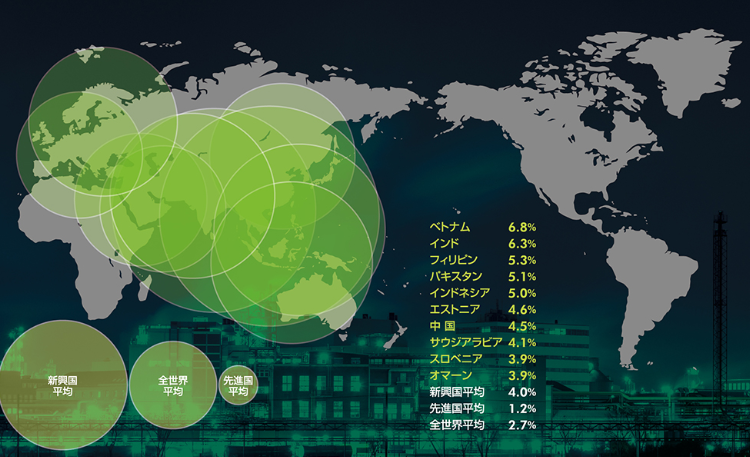 ベトナム 6.8%
インド 6.3%
フィリピン 5.3%
パキスタン 5.1%
インドネシア 5.0%
エストニア 4.6%
中国 4.5%
サウジアラビア 4.1%
スロベニア 3.9%
オマーン 3.9%
新興国平均 4.0%
先進国平均 1.2%
全世界平均 2.7%
新興国
平均
全世界
平均
先進国
平均